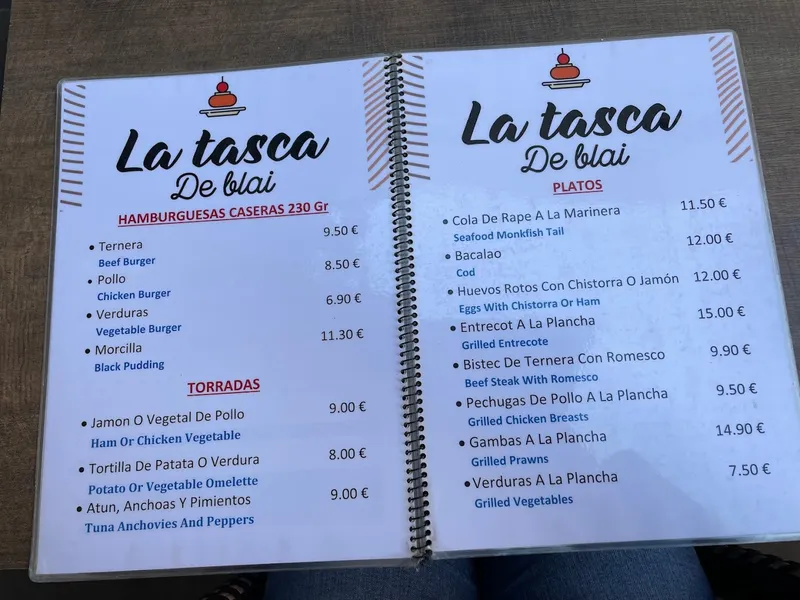 La tasca
De blai
HAMBURGUESAS CASERAS 230 Gr
• Ternera 9.50 €
Beef Burger
• Pollo 8.50 €
Chicken Burger
• Verduras 6.90 €
Vegetable Burger
• Morcilla 11.30 €
Black Pudding
TORRADAS
• Jamon O Vegetal De Pollo 9.00 €
Ham Or Chicken Vegetable
• Tortilla De Patata O Verdura 8.00 €
Potato Or Vegetable Omelette
• Atun, Anchoas Y Pimientos 9.00 €
Tuna Anchovies And Peppers
La tasca
De blai
PLATOS
• Cola De Rape A La Marinera 11.50 €
Seafood Monkfish Tail
• Bacalao 12.00 €
Cod
• Huevos Rotos Con Chistorra O Jamón 12.00 €
Eggs With Chistorra Or Ham
• Entrecot A La Plancha 15.00 €
Grilled Entrecote
• Bistec De Ternera Con Romesco 9.90 €
Beef Steak With Romesco
• Pechugas De Pollo A La Plancha 9.50 €
Grilled Chicken Breasts
• Gambas A La Plancha 14.90 €
Grilled Prawns
• Verduras A La Plancha 7.50 €
Grilled Vegetables